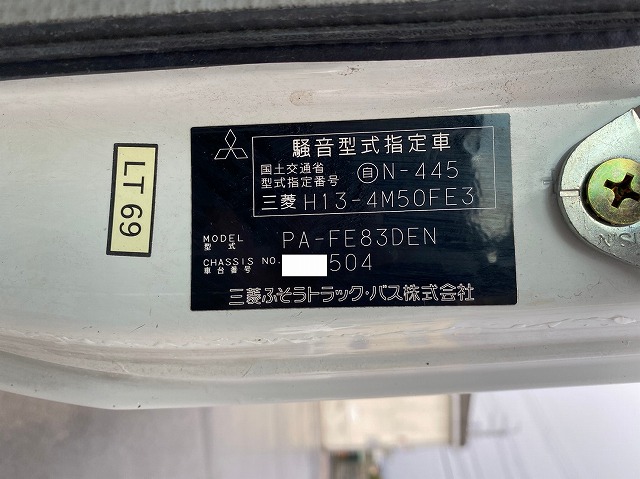 LT 69
騒音型式指定車
国土交通省
型式指定番号 自N-445
三菱 H13-4M50FE3
MODEL
型式 PA-FE83DEN
CHASSIS NO. 504
車台番号
三菱ふそうトラック・バス株式会社